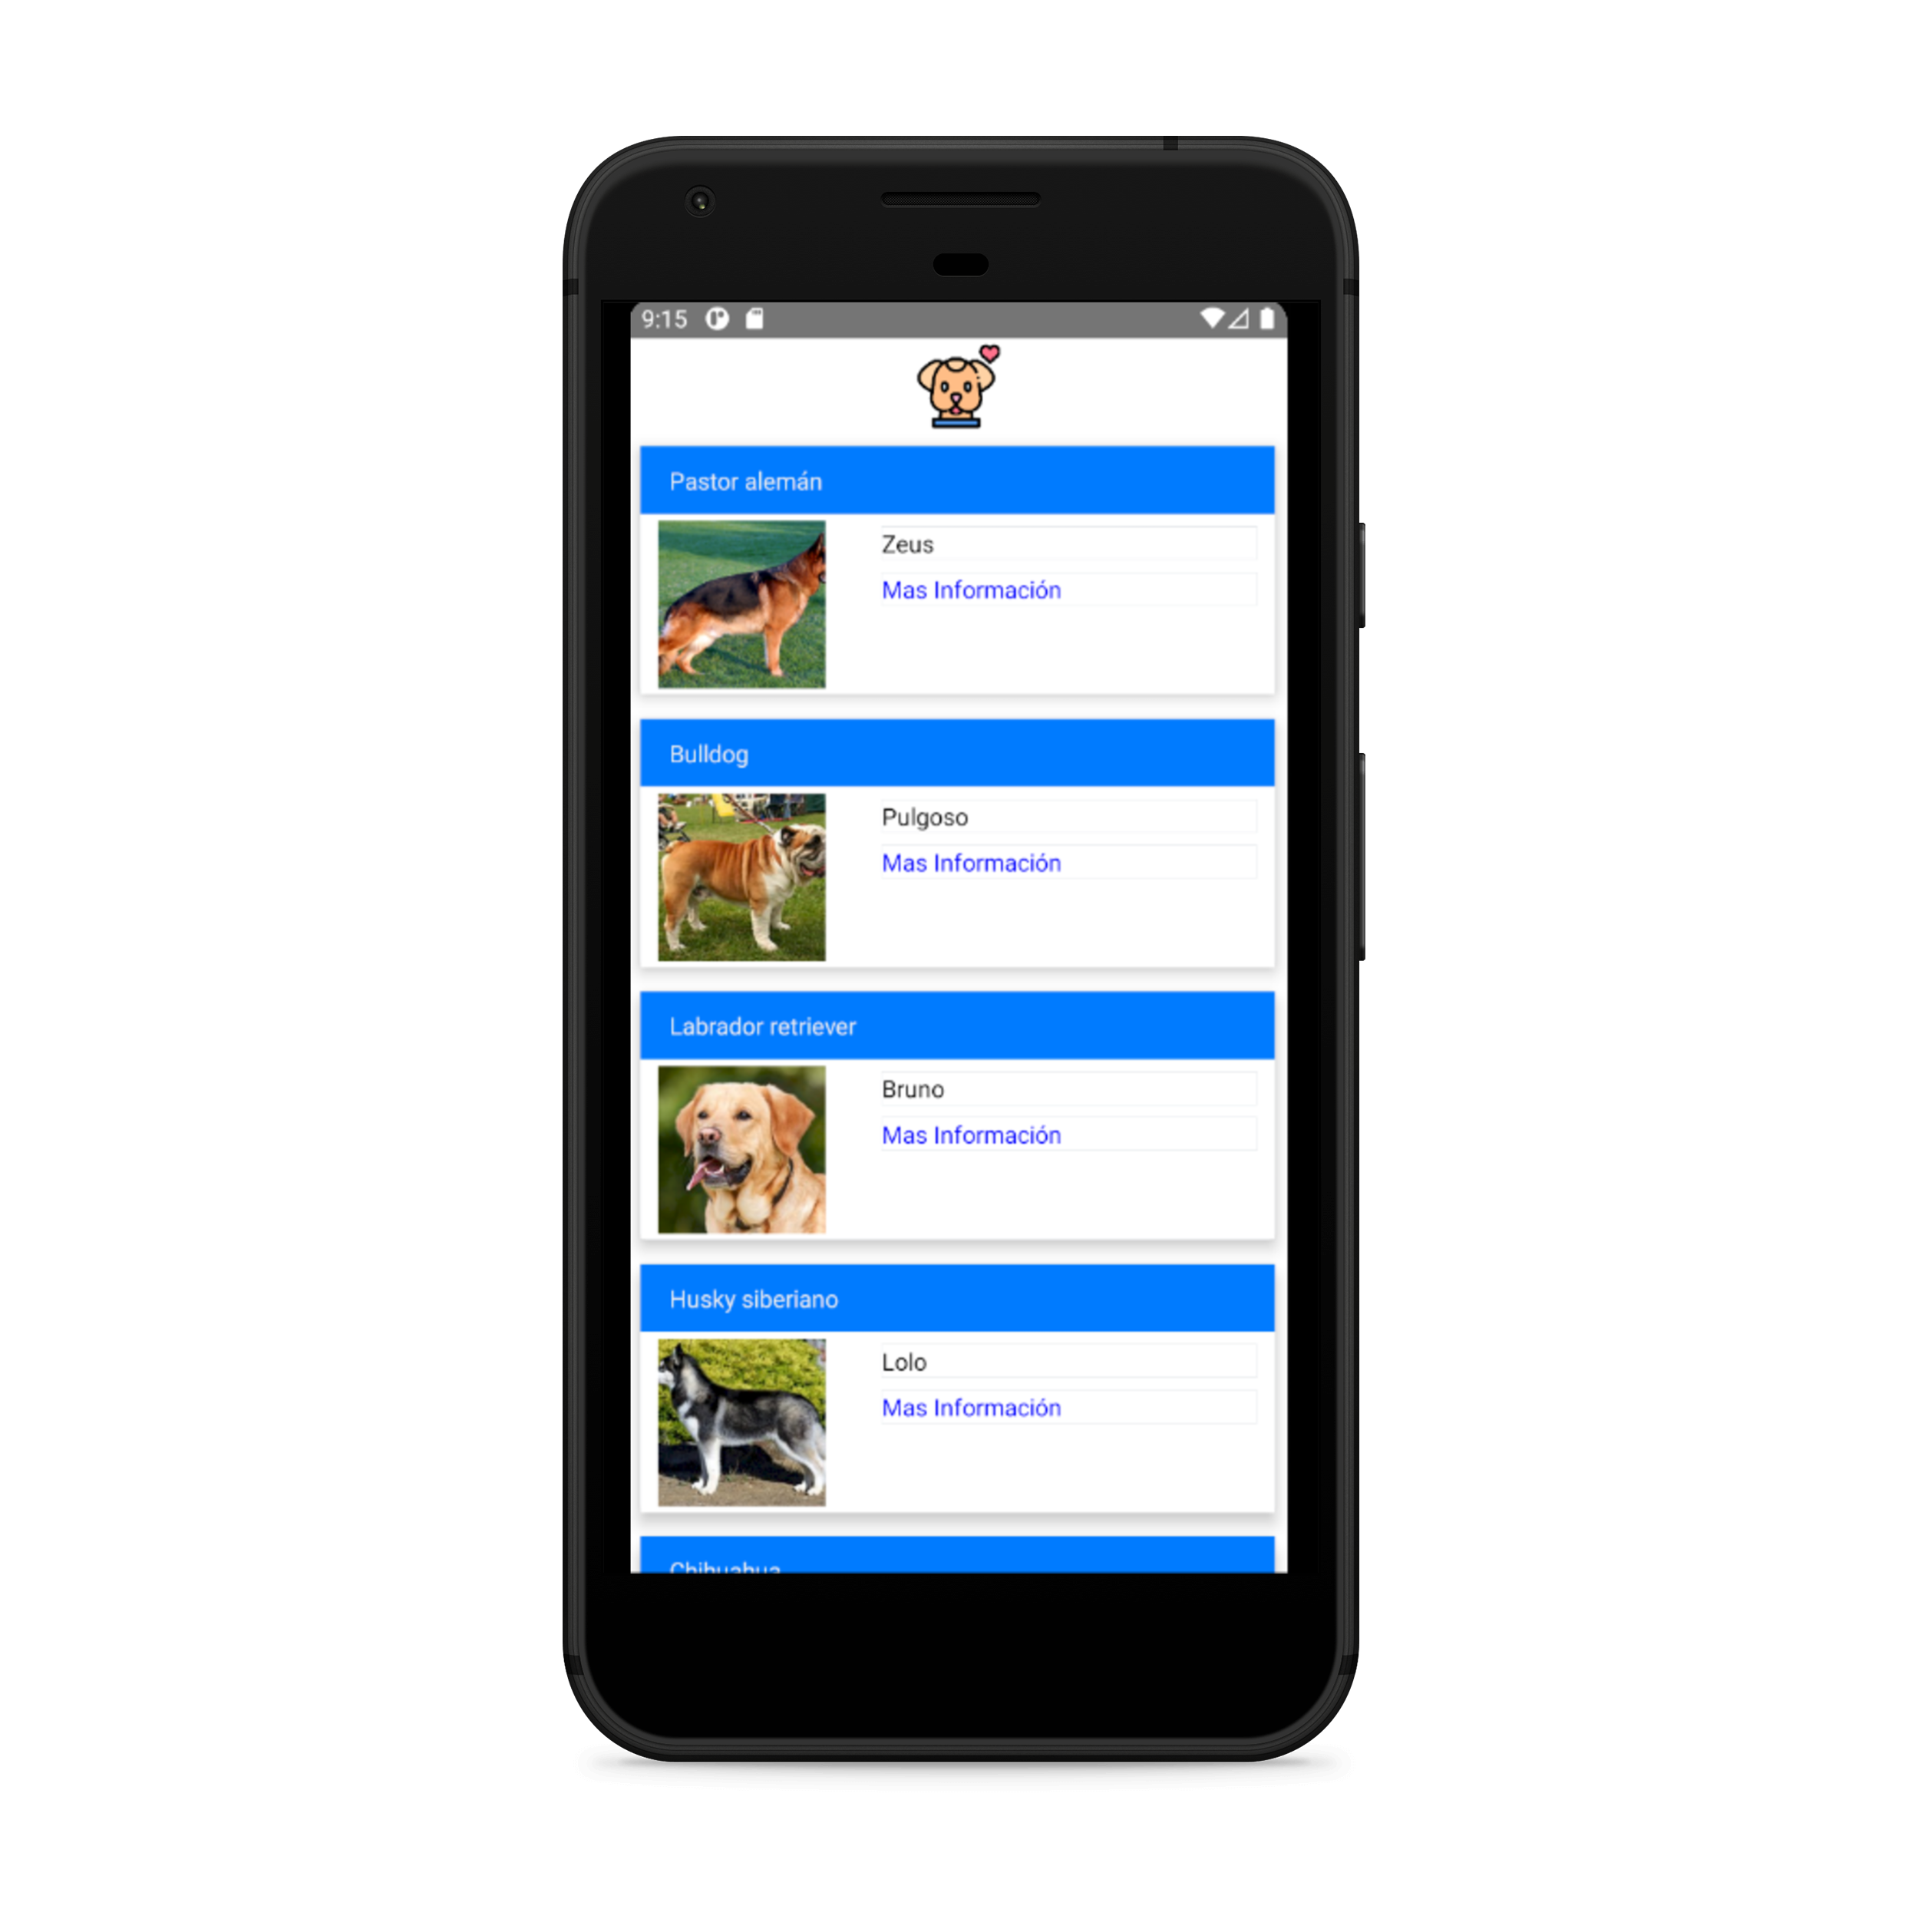 9:15
Pastor alemán
Zeus
Mas Información
Bulldog
Pulgoso
Mas Información
Labrador retriever
Bruno
Mas Información
Husky siberiano
Lolo
Mas Información
Chihuahua